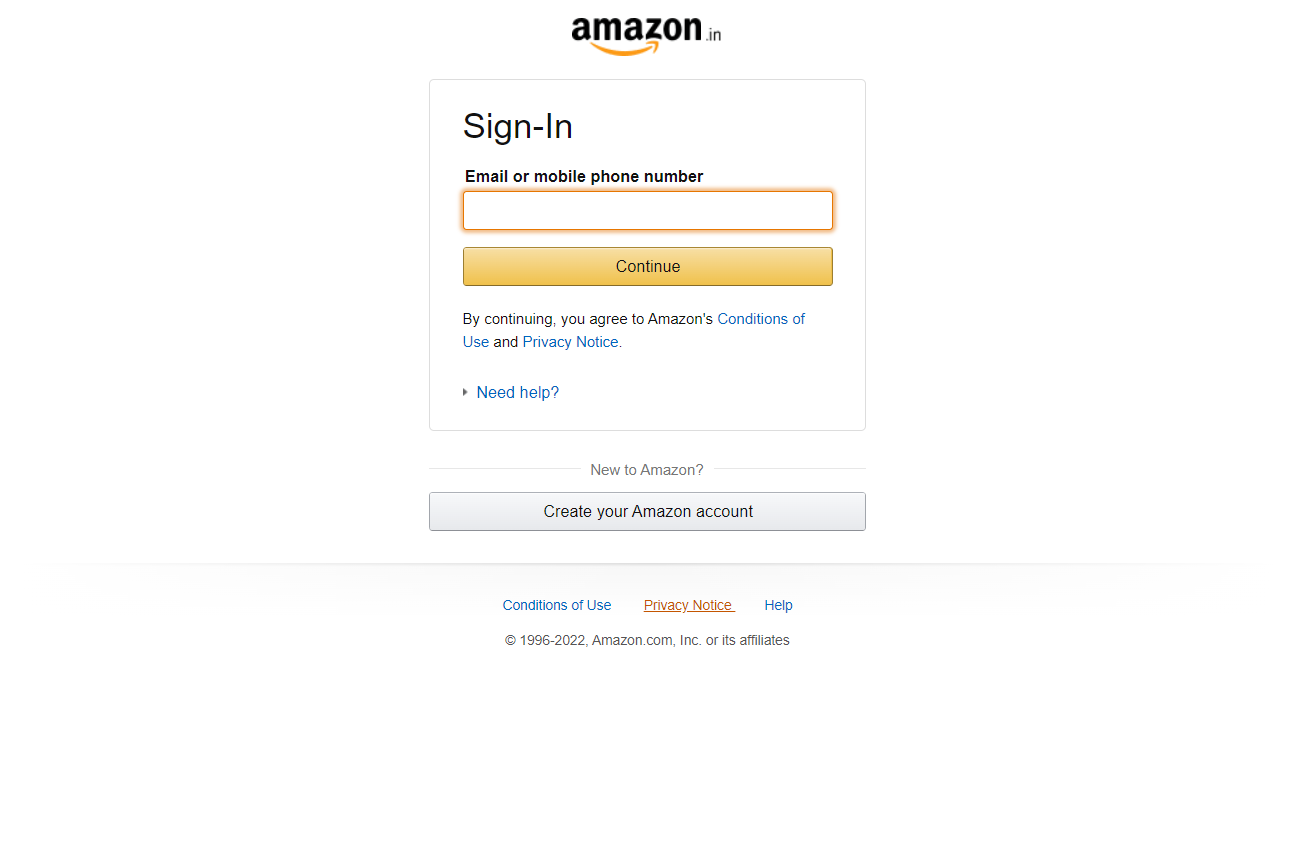 amazon.in
Sign-In
Email or mobile phone number
Continue
By continuing, you agree to Amazon's Conditions of
Use and Privacy Notice.
Need help?
New to Amazon?
Create your Amazon account
Conditions of Use Privacy Notice Help
© 1996-2022, Amazon.com, Inc. or its affiliates